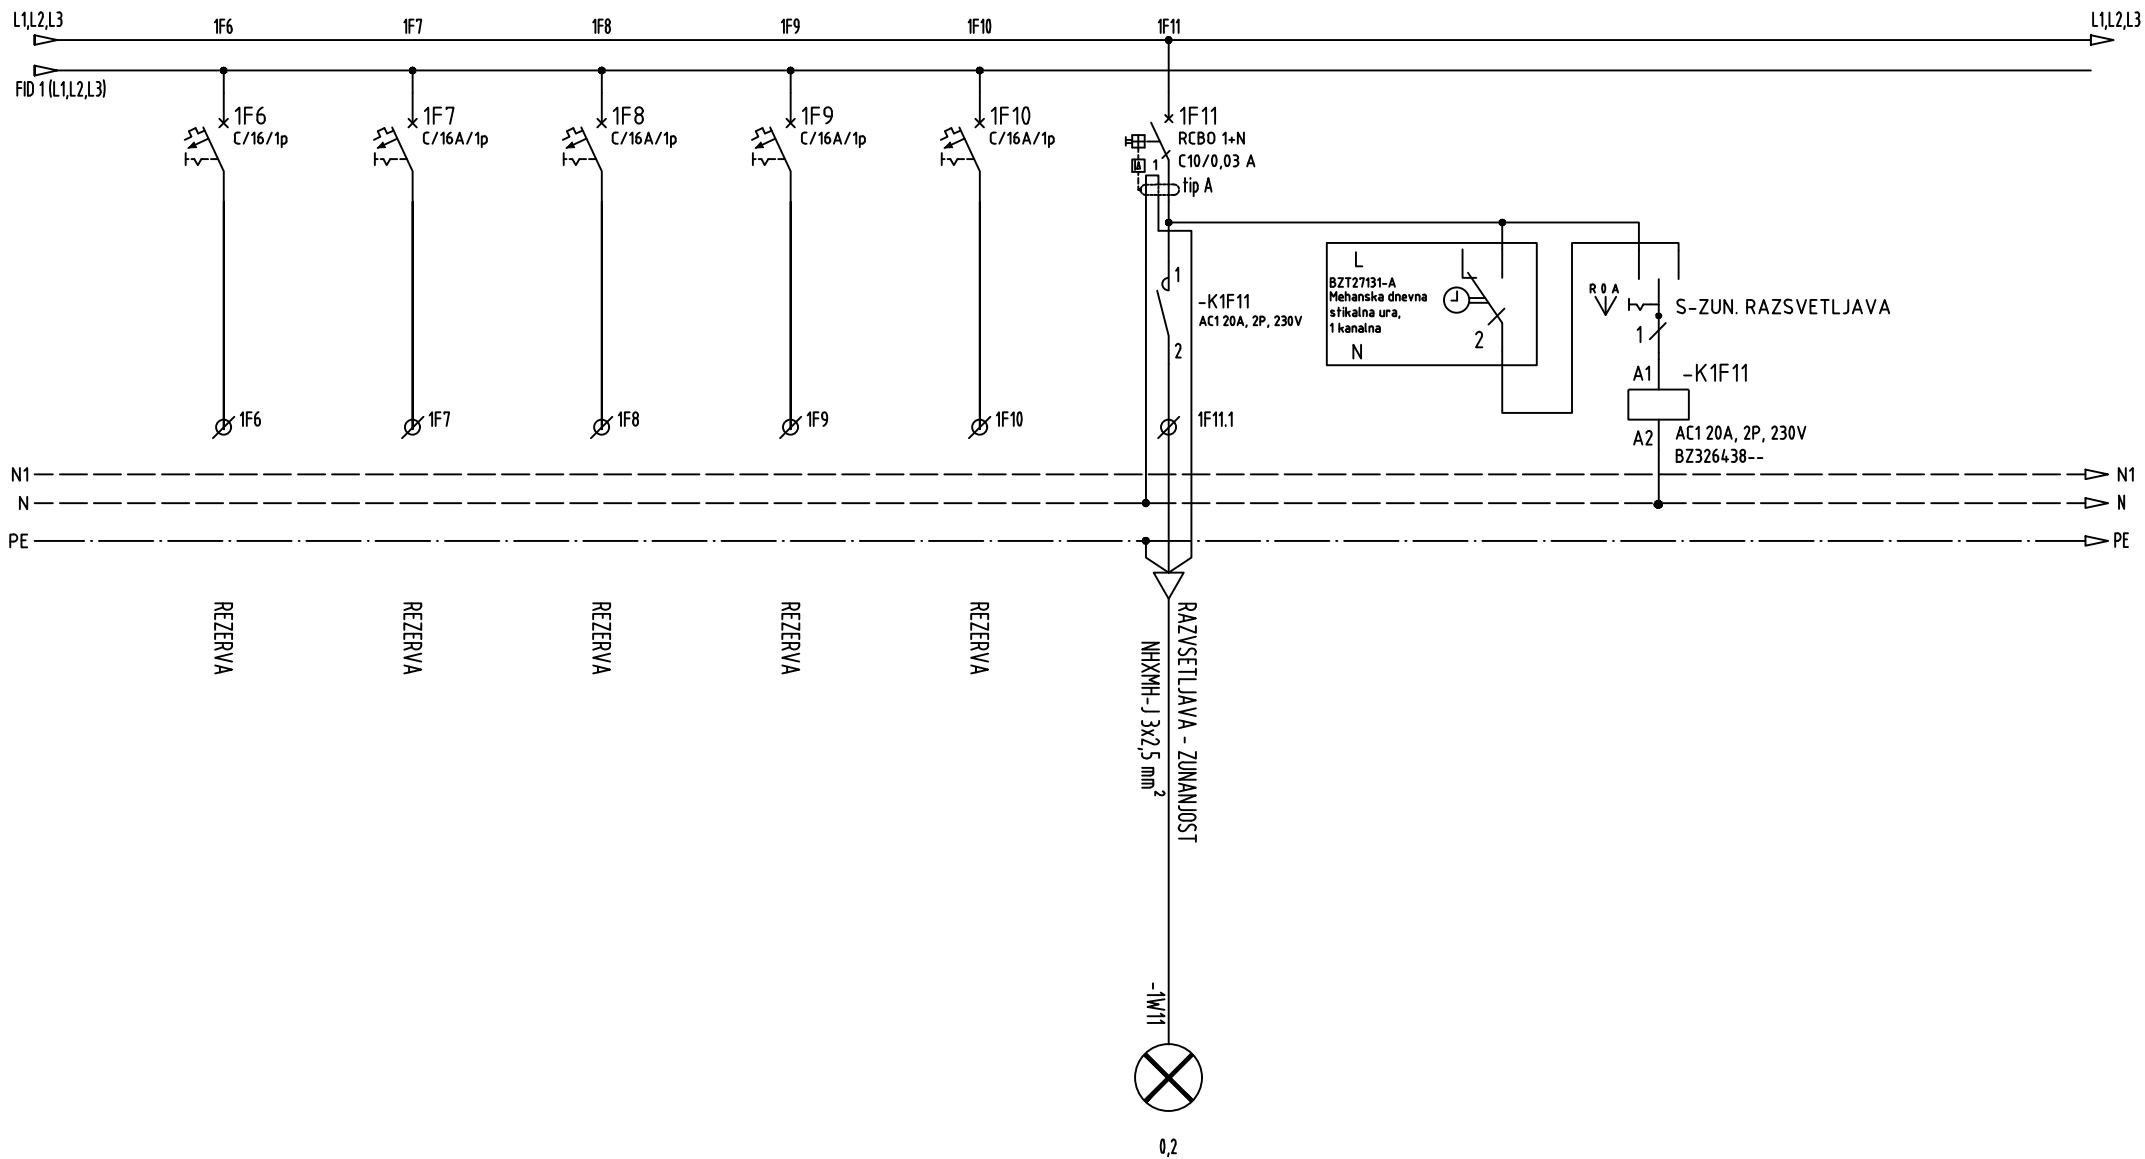 L1,L2,L3
1F6
1F7
1F8
1F9
1F10
1F11
L1,L2,L3
FID 1 (L1,L2,L3)
1F6
C/16/1p
1F7
C/16A/1p
1F8
C/16A/1p
1F9
C/16A/1p
1F10
C/16A/1p
1F11
RCBO 1+N
C10/0,03 A
tip A
1
1
-K1F11
AC1 20A, 2P, 230V
2
L
BZT27131-A
Mehanska dnevna
stikalna ura,
1 kanalna
N
2
R 0 A
S-ZUN. RAZSVETLJAVA
1
A1
-K1F11
A2
AC1 20A, 2P, 230V
BZ326438--
1F6
1F7
1F8
1F9
1F10
1F11.1
N1
N1
N
N
PE
PE
REZERVA
REZERVA
REZERVA
REZERVA
REZERVA
RAZVSETLJAVA - ZUNANJOST
NHXMH-J 3x2,5 mm²
-1W11
0,2